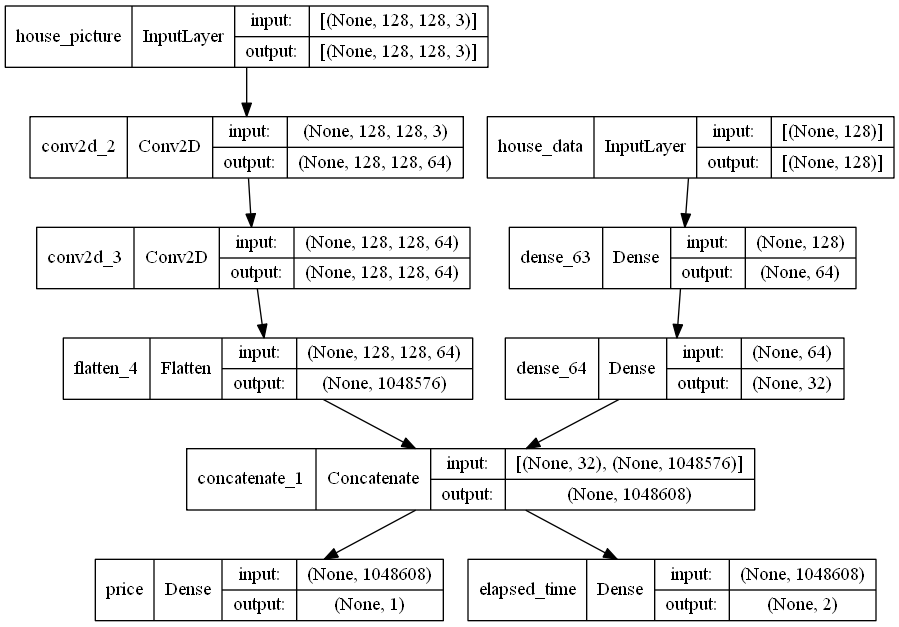 house_picture InputLayer input: [(None, 128, 128, 3)]
output: [(None, 128, 128, 3)]
conv2d_2 Conv2D input: (None, 128, 128, 3)
output: (None, 128, 128, 64)
house_data InputLayer input: [(None, 128)]
output: [(None, 128)]
conv2d_3 Conv2D input: (None, 128, 128, 64)
output: (None, 128, 128, 64)
dense_63 Dense input: (None, 128)
output: (None, 64)
flatten_4 Flatten input: (None, 128, 128, 64)
output: (None, 1048576)
dense_64 Dense input: (None, 64)
output: (None, 32)
concatenate_1 Concatenate input: [(None, 32), (None, 1048576)]
output: (None, 1048608)
price Dense input: (None, 1048608)
output: (None, 1)
elapsed_time Dense input: (None, 1048608)
output: (None, 2)